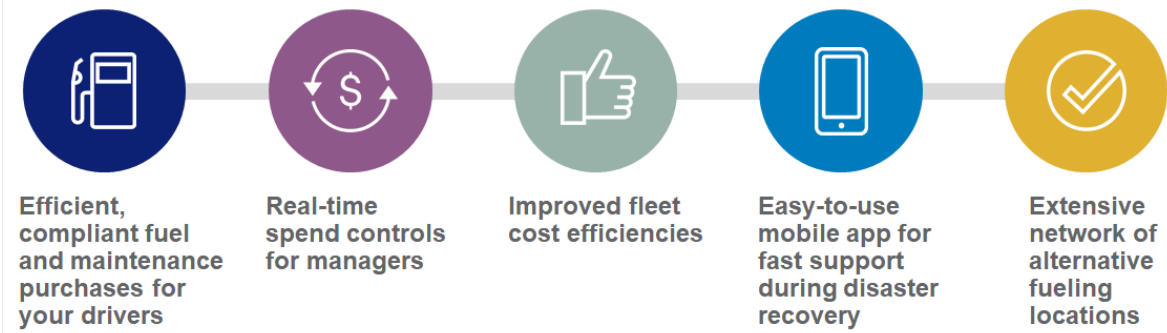 $
Efficient,
compliant fuel
and maintenance
purchases for
your drivers
Real-time
spend controls
for managers
Improved fleet
cost efficiencies
Easy-to-use
mobile app for
fast support
during disaster
recovery
Extensive
network of
alternative
fueling
locations